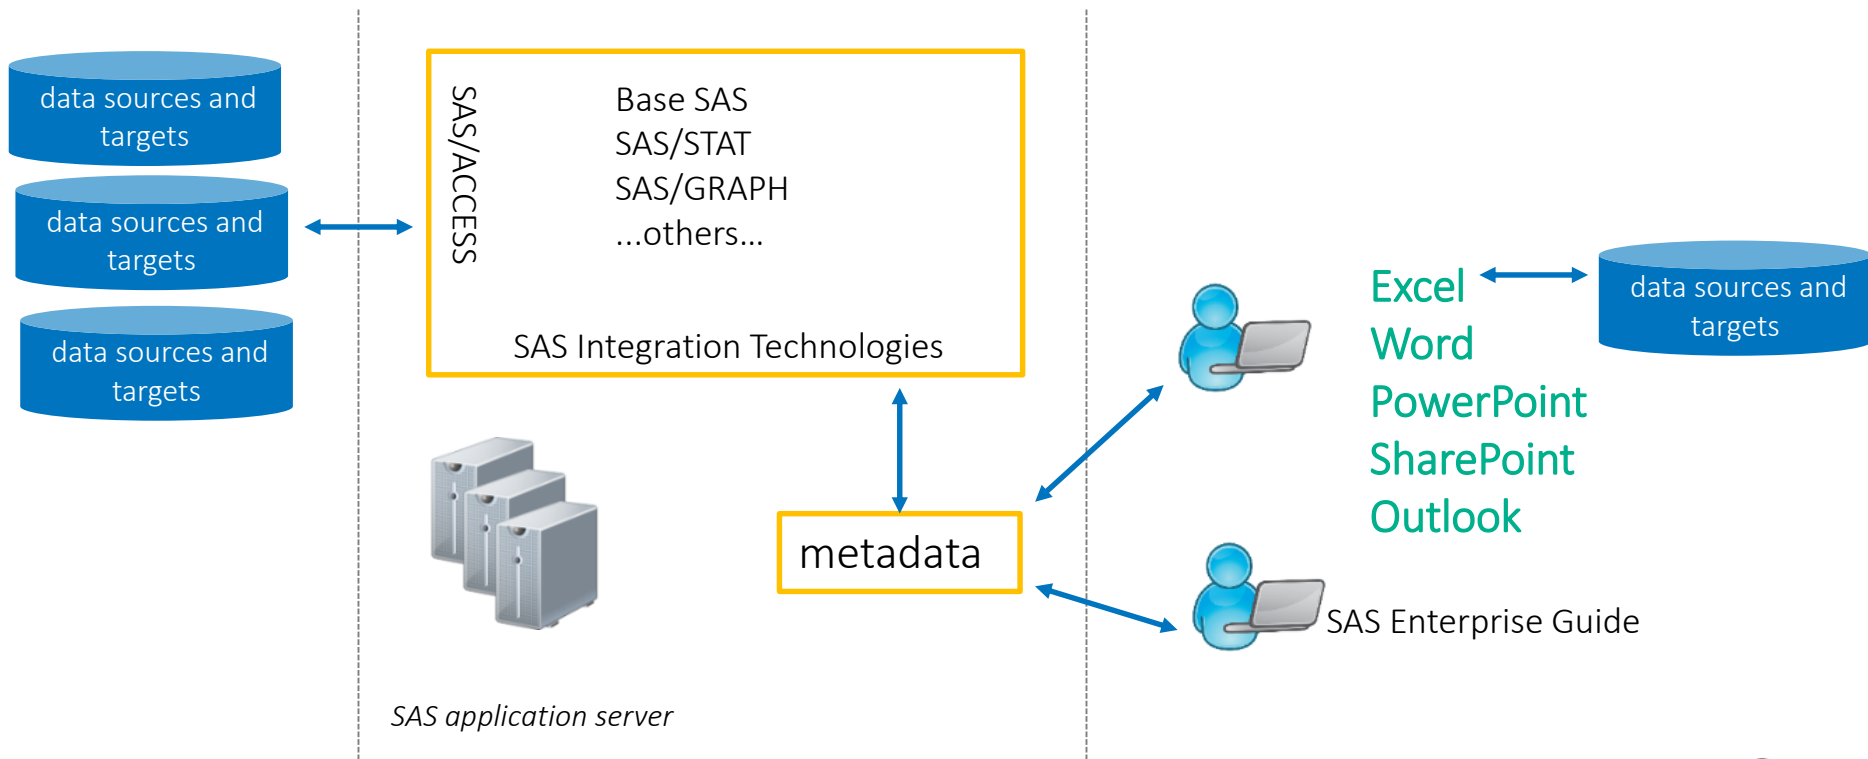 data sources and
targets
data sources and
targets
data sources and
targets
SAS/ACCESS
Base SAS
SAS/STAT
SAS/GRAPH
...others...
SAS Integration Technologies
metadata
SAS application server
Excel
Word
PowerPoint
SharePoint
Outlook
data sources and
targets
SAS Enterprise Guide